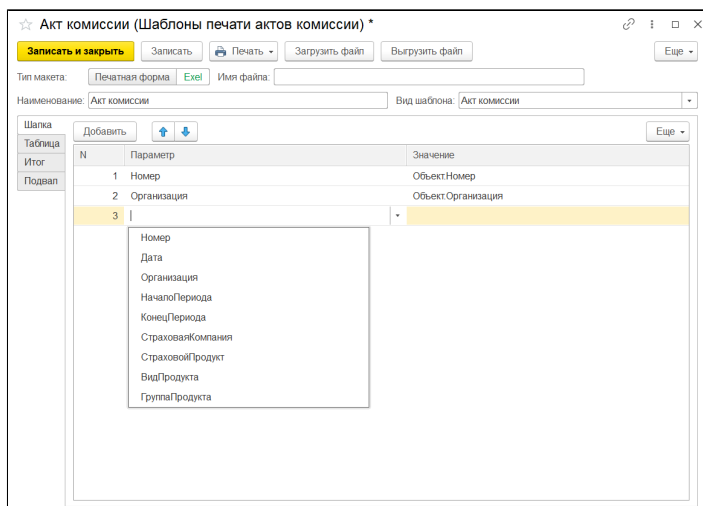 Акт комиссии (Шаблоны печати актов комиссии) *
Записать и закрыть Записать Печать Загрузить файл Выгрузить файл Еще
Тип макета: Печатная форма Exel Имя файла:
Наименование: Акт комиссии Вид шаблона: Акт комиссии
Шапка
Таблица
Итог
Подвал
Добавить Еще
N Параметр Значение
1 Номер Объект.Номер
2 Организация Объект.Организация
3
Номер
Дата
Организация
НачалоПериода
КонецПериода
СтраховаяКомпания
СтраховойПродукт
ВидПродукта
ГруппаПродукта